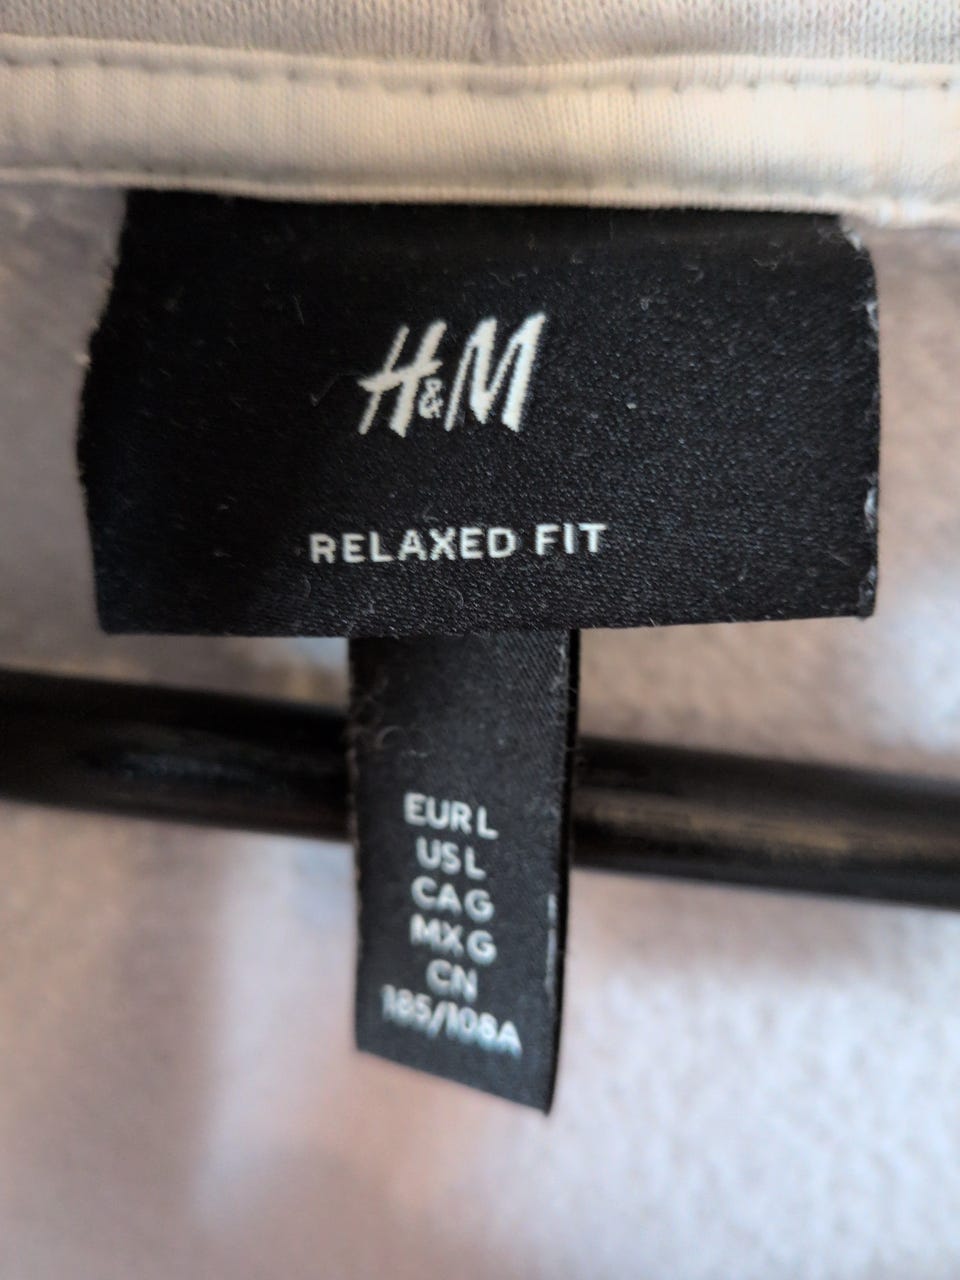 H&M
RELAXED FIT
EUR L
US L
CA G
MX G
CN
185/108A